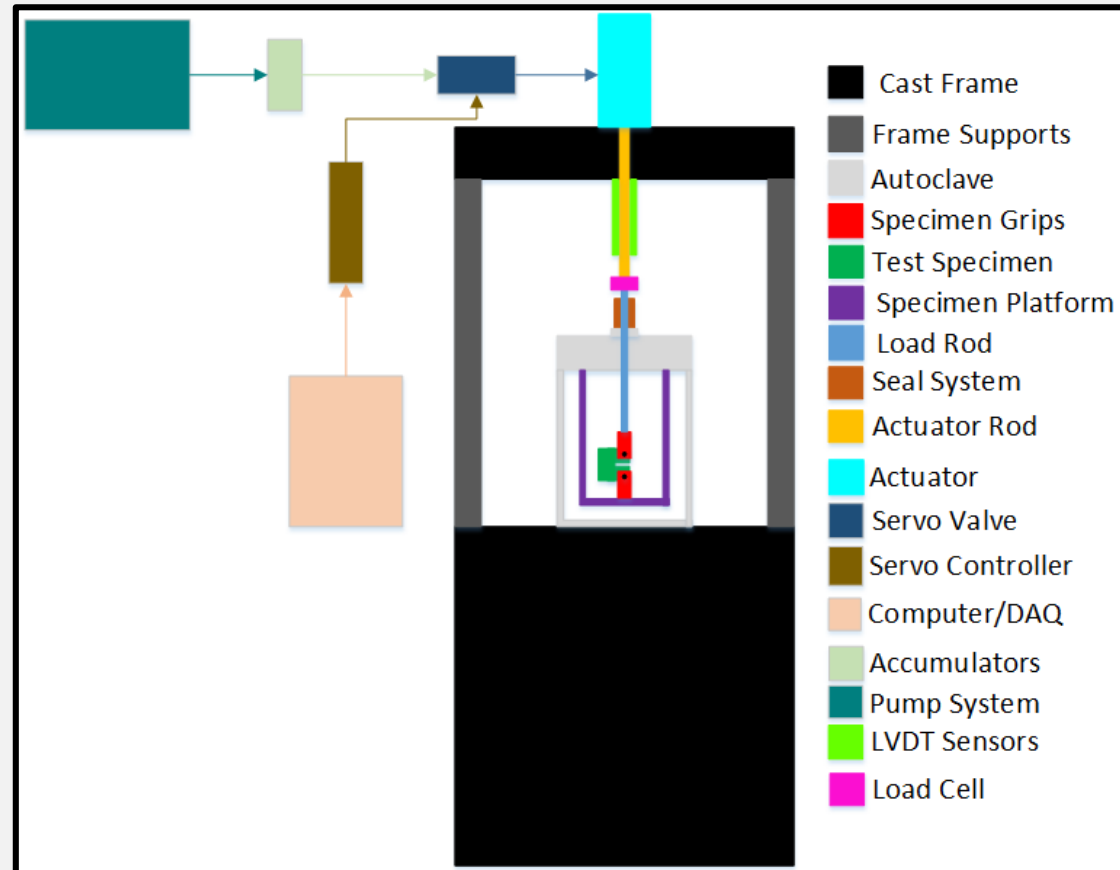 Cast Frame
Frame Supports
Autoclave
Specimen Grips
Test Specimen
Specimen Platform
Load Rod
Seal System
Actuator Rod
Actuator
Servo Valve
Servo Controller
Computer/DAQ
Accumulators
Pump System
LVDT Sensors
Load Cell